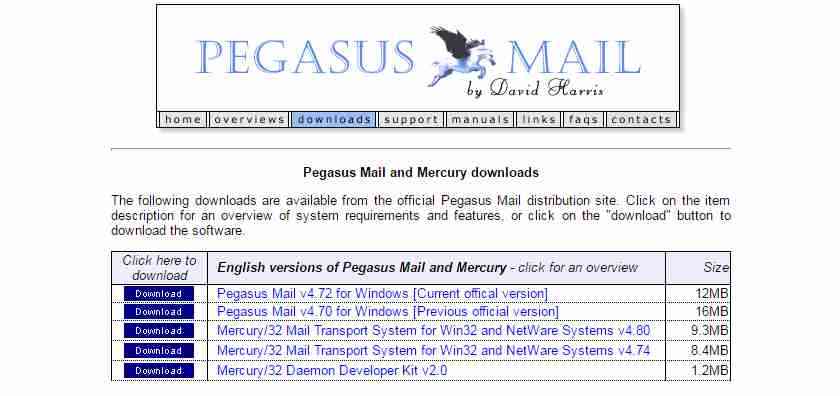 PEGASUS MAIL
by David Harris
home overviews downloads support manuals links faqs contacts
Pegasus Mail and Mercury downloads
The following downloads are available from the official Pegasus Mail distribution site. Click on the item
description for an overview of system requirements and features, or click on the "download" button to
download the software.
Click here to
download
English versions of Pegasus Mail and Mercury - click for an overview Size
Download Pegasus Mail v4.72 for Windows [Current offical version] 12MB
Download Pegasus Mail v4.70 for Windows [Previous official version] 16MB
Download Mercury/32 Mail Transport System for Win32 and NetWare Systems v4.80 9.3MB
Download Mercury/32 Mail Transport System for Win32 and NetWare Systems v4.74 8.4MB
Download Mercury/32 Daemon Developer Kit v2.0 1.2MB